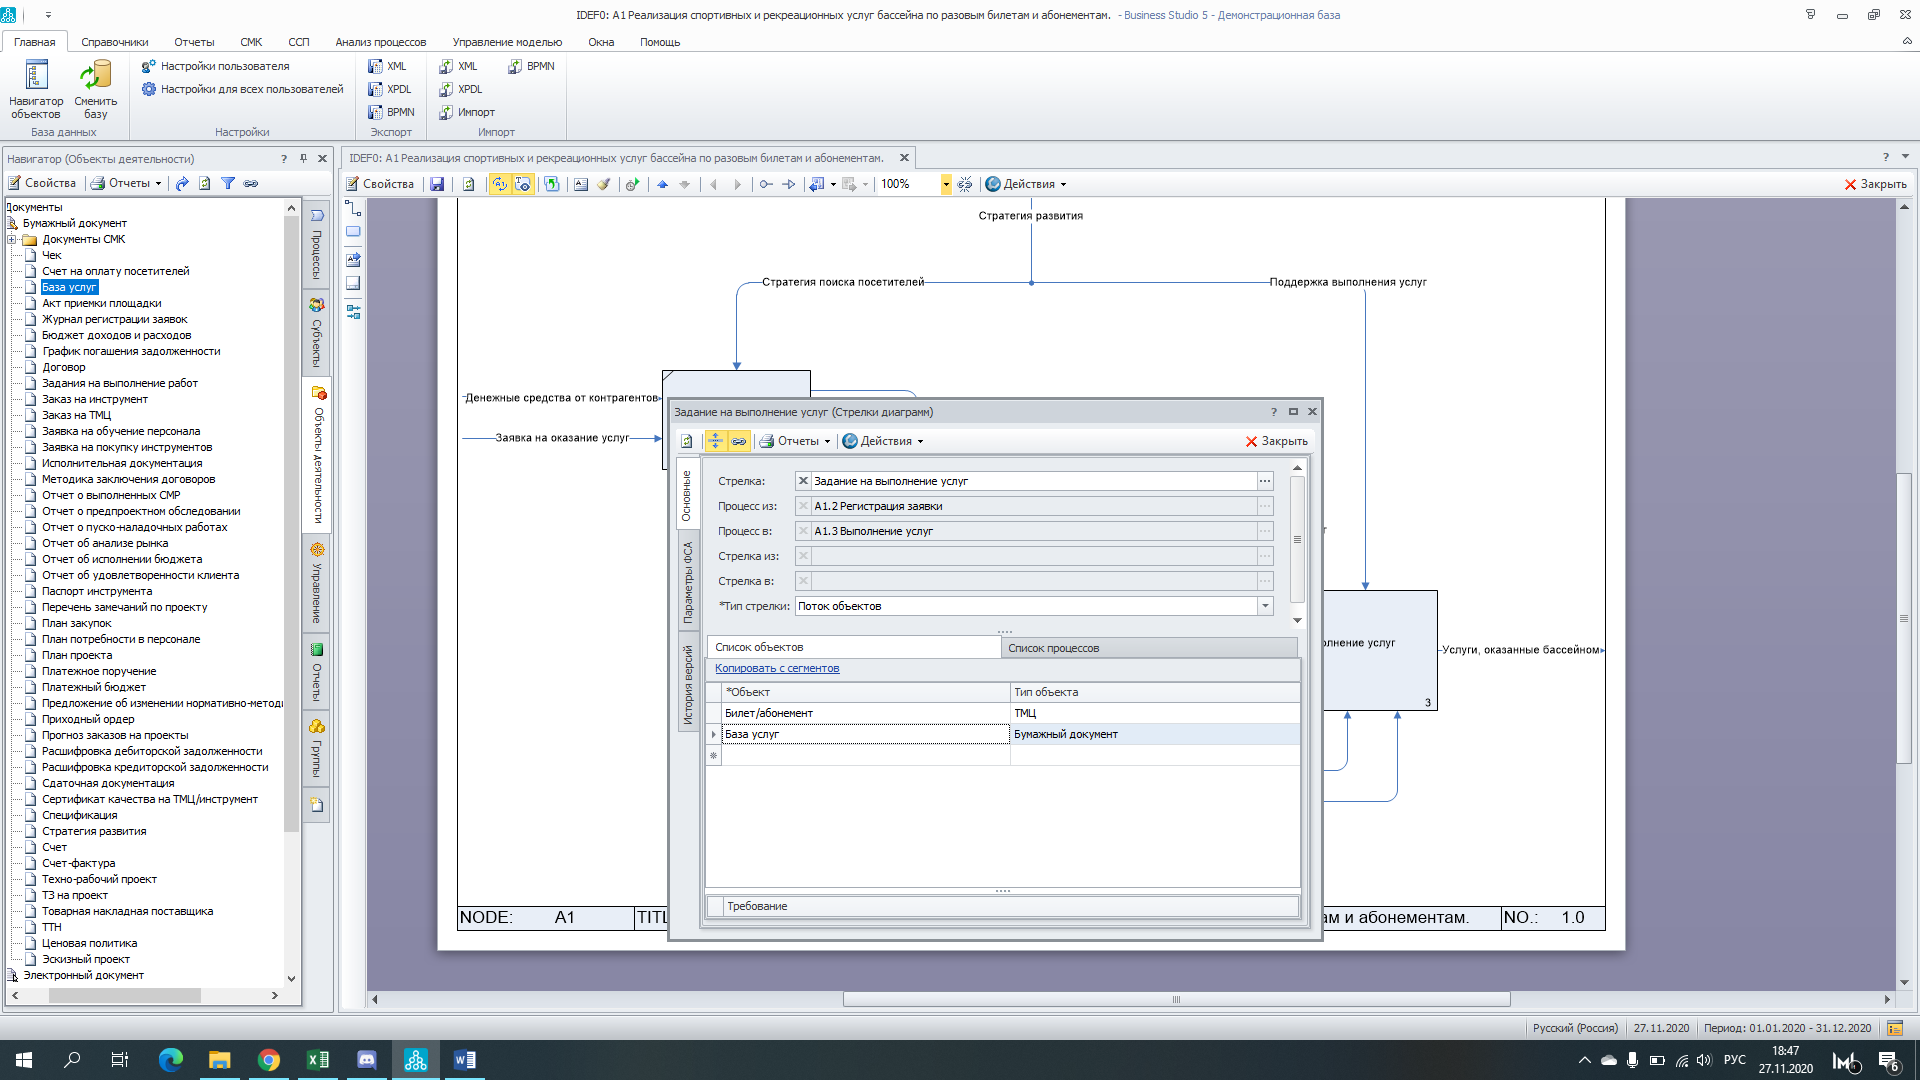 IDEF0: A1 Реализация спортивных и рекреационных услуг бассейна по разовым билетам и абонементам. - Business Studio 5 - Демонстрационная база
Главная Справочники Отчеты СМК ССП Анализ процессов Управление моделью Окна Помощь
Навигатор объектов
Сменить базу
База данных
Настройки пользователя
Настройки для всех пользователей
Настройки
XML
XPDL
BPMN
Экспорт
XML
XPDL
Импорт
BPMN
Импорт
Навигатор (Объекты деятельности)
Свойства Отчеты
Документы
Бумажный документ
Документы СМК
Чек
Счет на оплату посетителей
База услуг
Акт приемки площадки
Журнал регистрации заявок
Бюджет доходов и расходов
График погашения задолженности
Договор
Задания на выполнение работ
Заказ на инструмент
Заказ на ТМЦ
Заявка на обучение персонала
Заявка на покупку инструментов
Исполнительная документация
Методика заключения договоров
Отчет о выполненных СМР
Отчет о предпроектном обследовании
Отчет о пуско-наладочных работах
Отчет об анализе рынка
Отчет об исполнении бюджета
Отчет об удовлетворенности клиента
Паспорт инструмента
Перечень замечаний по проекту
План закупок
План потребности в персонале
План проекта
Платежное поручение
Платежный бюджет
Предложение об изменении нормативно-метод
Приходный ордер
Прогноз заказов на проекты
Расшифровка дебиторской задолженности
Расшифровка кредиторской задолженности
Сдаточная документация
Сертификат качества на ТМЦ/инструмент
Спецификация
Стратегия развития
Счет
Счет-фактура
Техно-рабочий проект
ТЗ на проект
Товарная накладная поставщика
ТТН
Ценовая политика
Эскизный проект
Электронный документ
Процессы
Субъекты
Объекты деятельности
Управление
Отчеты
Группы
IDEF0: A1 Реализация спортивных и рекреационных услуг бассейна по разовым билетам и абонементам.
Свойства 100% Действия Закрыть
Стратегия развития
Стратегия поиска посетителей
Поддержка выполнения услуг
Денежные средства от контрагентов
Заявка на оказание услуг
лнение услуг
3
Услуги, оказанные бассейном
NODE: A1 TITL ам и абонементам. NO.: 1.0
Задание на выполнение услуг (Стрелки диаграмм)
Отчеты Действия Закрыть
Основные
Параметры ФСА
История версий
Стрелка: Задание на выполнение услуг
Процесс из: A1.2 Регистрация заявки
Процесс в: A1.3 Выполнение услуг
Стрелка из:
Стрелка в:
*Тип стрелки: Поток объектов
Список объектов Список процессов
Копировать с сегментов
*Объект Тип объекта
Билет/абонемент ТМЦ
База услуг Бумажный документ
Требование
Русский (Россия) 27.11.2020 Период: 01.01.2020 - 31.12.2020
РУС
18:47
27.11.2020
6